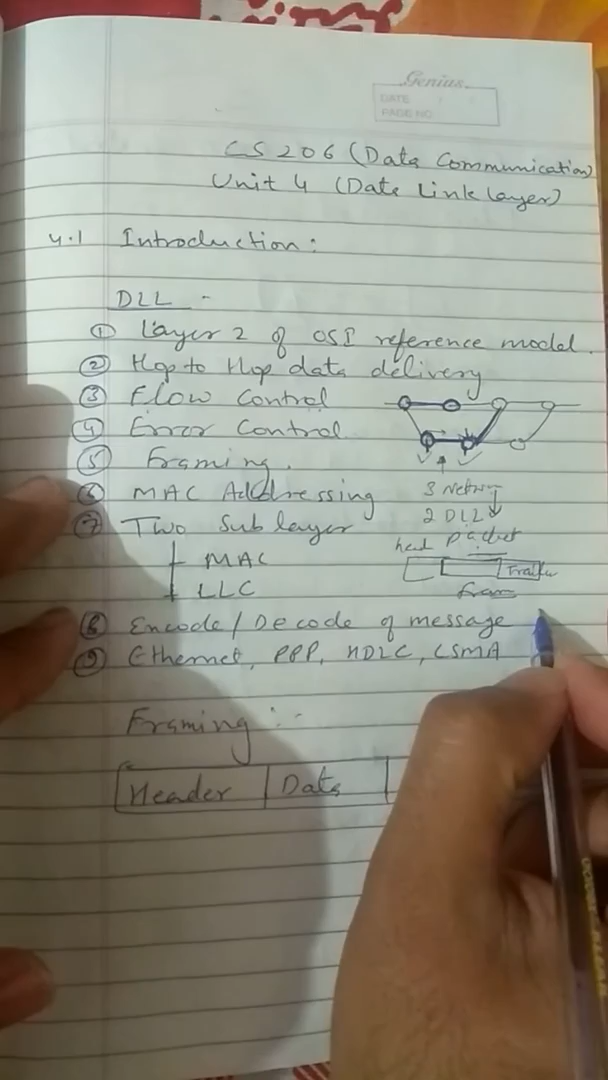 Genius
DATE
PAGE NO
CS 206 (Data Communication)
Unit 4 (Data Link Layer)
4.1 Introduction:
DLL -
① Layer 2 of OSI reference model.
② Hop to Hop data delivery
③ Flow Control
④ Error Control
⑤ Framing.
⑥ MAC Addressing
3 Network
⑦ Two Sub layer
2 DLL
head packet
MAC
Trailer
LLC
frame
⑧ Encode/Decode of message
⑨ Ethernet, PPP, HDLC, CSMA
Framing :-
Header | Data